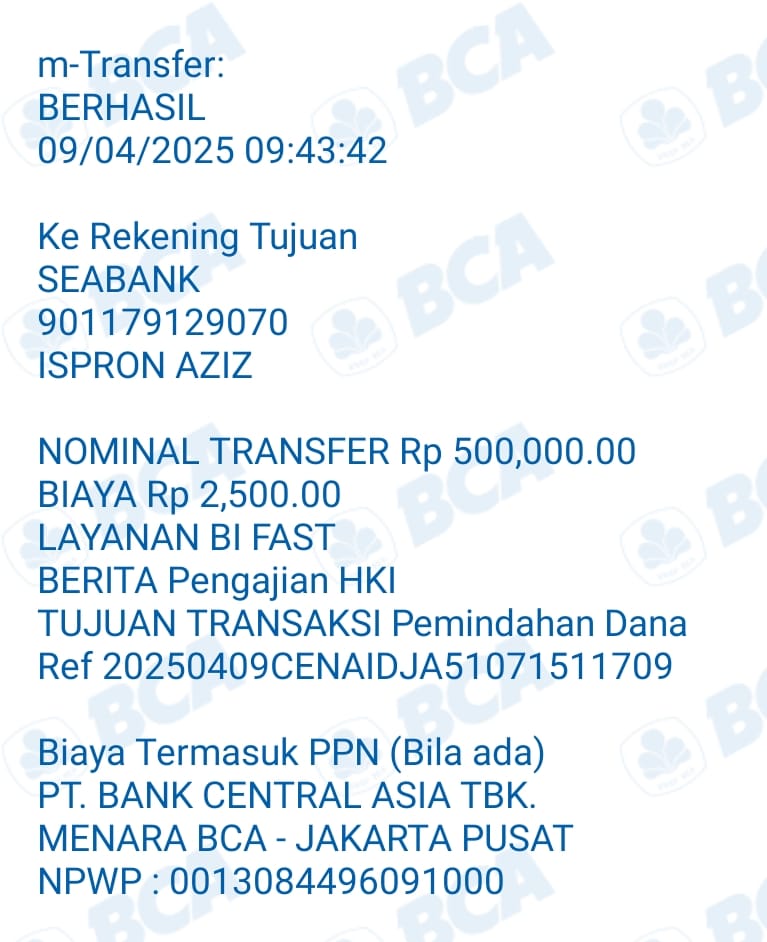 m-Transfer:
BERHASIL
09/04/2025 09:43:42
Ke Rekening Tujuan
SEABANK
901179129070
ISPRON AZIZ
NOMINAL TRANSFER Rp 500,000.00
BIAYA Rp 2,500.00
LAYANAN BI FAST
BERITA Pengajian HKI
TUJUAN TRANSAKSI Pemindahan Dana
Ref 20250409CENAIDJA51071511709
Biaya Termasuk PPN (Bila ada)
PT. BANK CENTRAL ASIA TBK.
MENARA BCA - JAKARTA PUSAT
NPWP : 0013084496091000
BCA